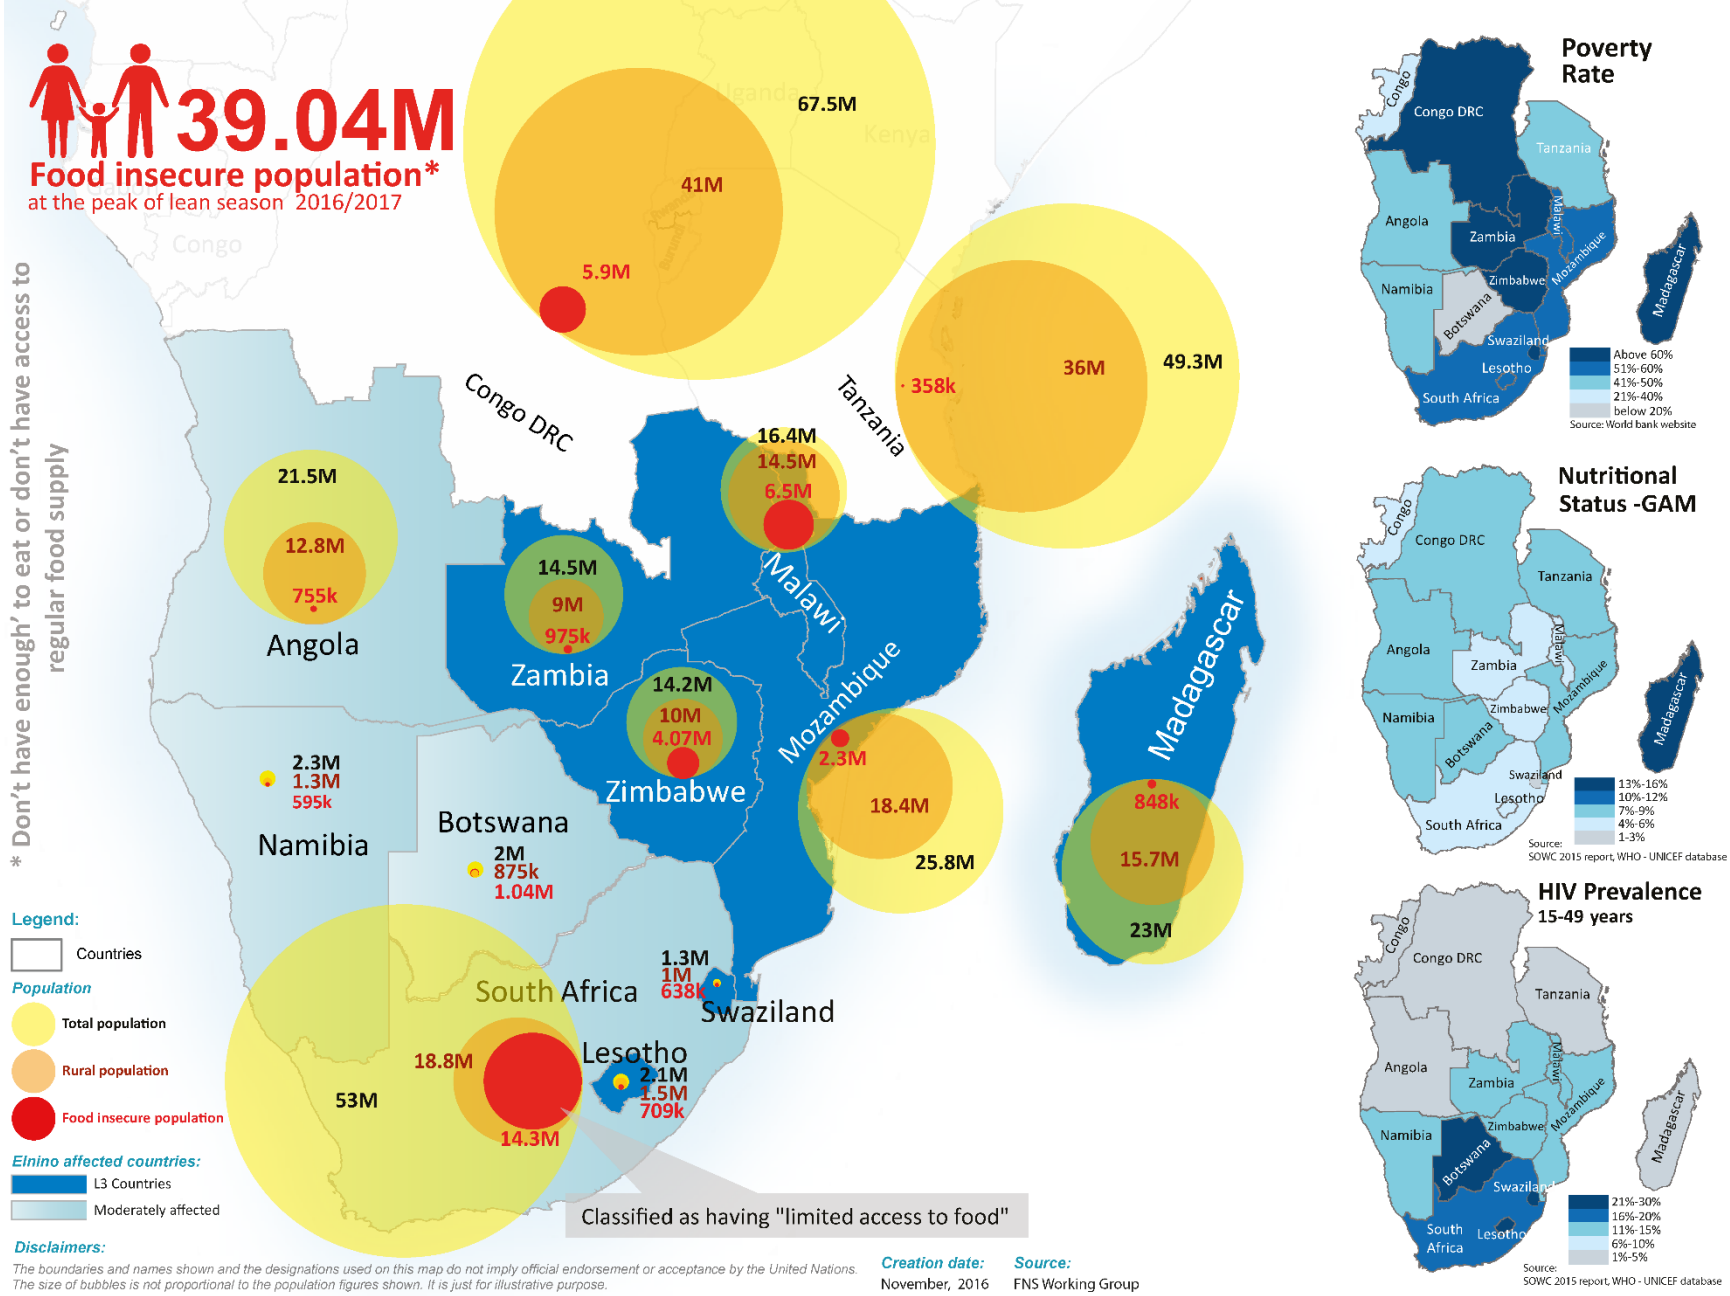 39.04M
Food insecure population*
at the peak of lean season 2016/2017
* Don't have enough' to eat or don't have access to
regular food supply
Gabon
Congo
Uganda
Kenya
Rwanda
Burundi
67.5M
41M
5.9M
Congo DRC
49.3M
36M
358k
Tanzania
21.5M
12.8M
755k
Angola
14.5M
9M
975k
Zambia
16.4M
14.5M
6.5M
Malawi
14.2M
10M
4.07M
Zimbabwe
Mozambique
2.3M
18.4M
25.8M
Madagascar
848k
15.7M
23M
2.3M
1.3M
595k
Namibia
Botswana
2M
875k
1.04M
South Africa
18.8M
53M
14.3M
1.3M
1M
638k
Swaziland
Lesotho
2.1M
1.5M
709k
Classified as having "limited access to food"
Legend:
Countries
Population
Total population
Rural population
Food insecure population
Elnino affected countries:
L3 Countries
Moderately affected
Disclaimers:
The boundaries and names shown and the designations used on this map do not imply official endorsement or acceptance by the United Nations.
The size of bubbles is not proportional to the population figures shown. It is just for illustrative purpose.
Creation date:
November, 2016
Source:
FNS Working Group
Poverty
Rate
Congo
Congo DRC
Tanzania
Angola
Zambia
Malawi
Mozambique
Zimbabwe
Namibia
Botswana
Madagascar
Swaziland
Lesotho
South Africa
Above 60%
51%-60%
41%-50%
21%-40%
below 20%
Source: World bank website
Nutritional
Status -GAM
Congo
Congo DRC
Tanzania
Angola
Zambia
Malawi
Mozambique
Zimbabwe
Namibia
Botswana
Madagascar
Swaziland
Lesotho
South Africa
13%-16%
10%-12%
7%-9%
4%-6%
1-3%
Source:
SOWC 2015 report, WHO - UNICEF database
HIV Prevalence
15-49 years
Congo
Congo DRC
Tanzania
Angola
Zambia
Malawi
Mozambique
Zimbabwe
Namibia
Botswana
Madagascar
Swaziland
Lesotho
South
Africa
21%-30%
16%-20%
11%-15%
6%-10%
1%-5%
Source:
SOWC 2015 report, WHO - UNICEF database